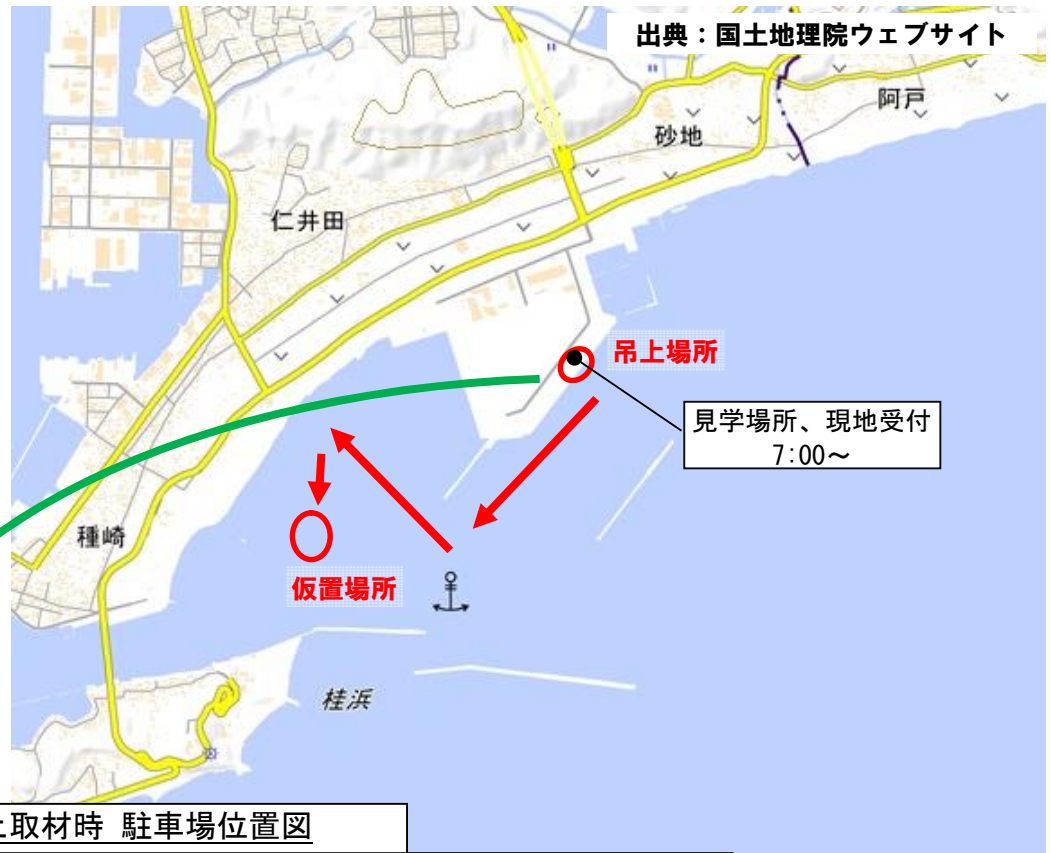 出典：国土地理院ウェブサイト
阿戸
砂地
仁井田
吊上場所
見学場所、現地受付
7:00～
種崎
仮置場所
桂浜
取材時 駐車場位置図